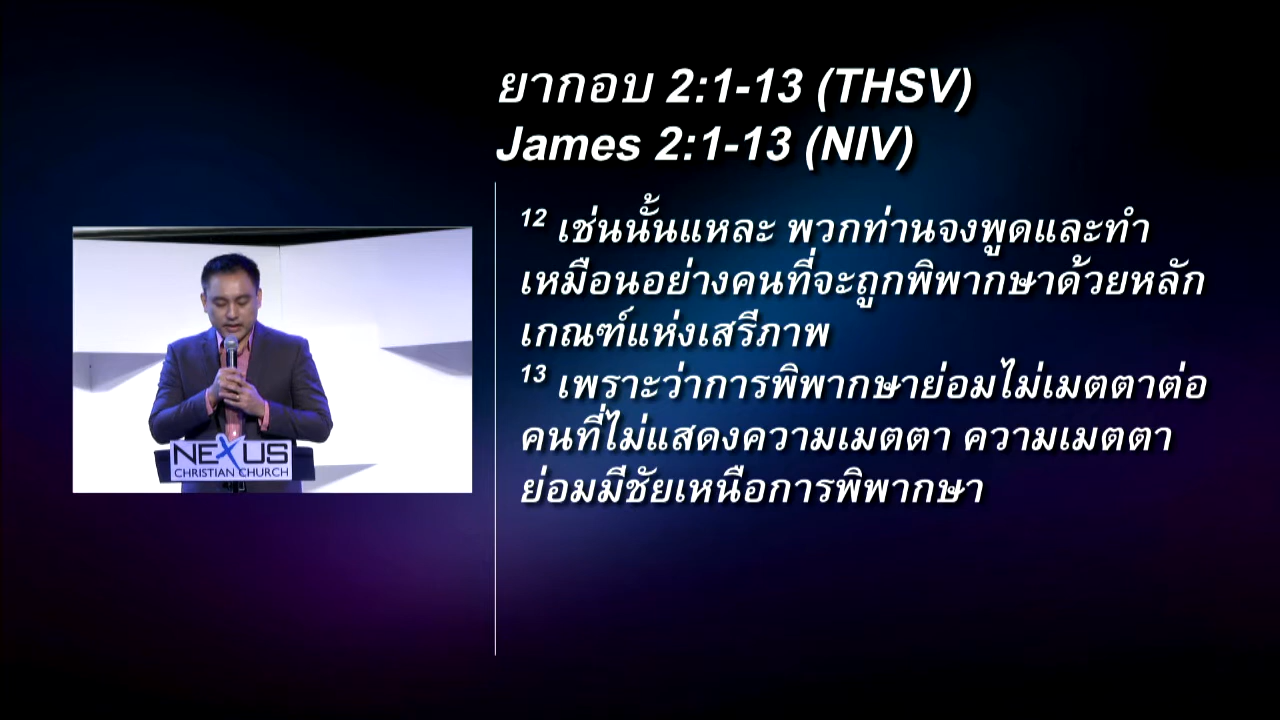 ยากอบ 2:1-13 (THSV)
James 2:1-13 (NIV)
12 เช่นนั้นแหละ พวกท่านจงพูดและทำ
เหมือนอย่างคนที่จะถูกพิพากษาด้วยหลัก
เกณฑ์แห่งเสรีภาพ
13 เพราะว่าการพิพากษาย่อมไม่เมตตาต่อ
คนที่ไม่แสดงความเมตตา ความเมตตา
ย่อมมีชัยเหนือการพิพากษา
NEXUS
CHRISTIAN CHURCH